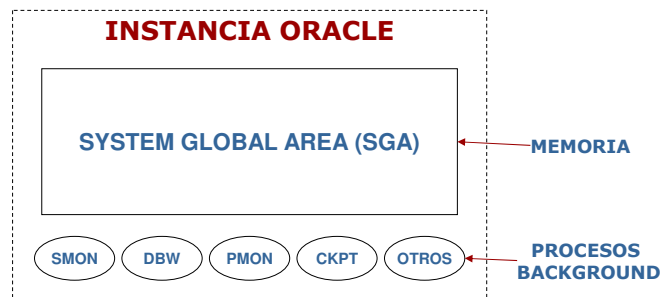 INSTANCIA ORACLE
SYSTEM GLOBAL AREA (SGA)
MEMORIA
SMON
DBW
PMON
CKPT
OTROS
PROCESOS
BACKGROUND